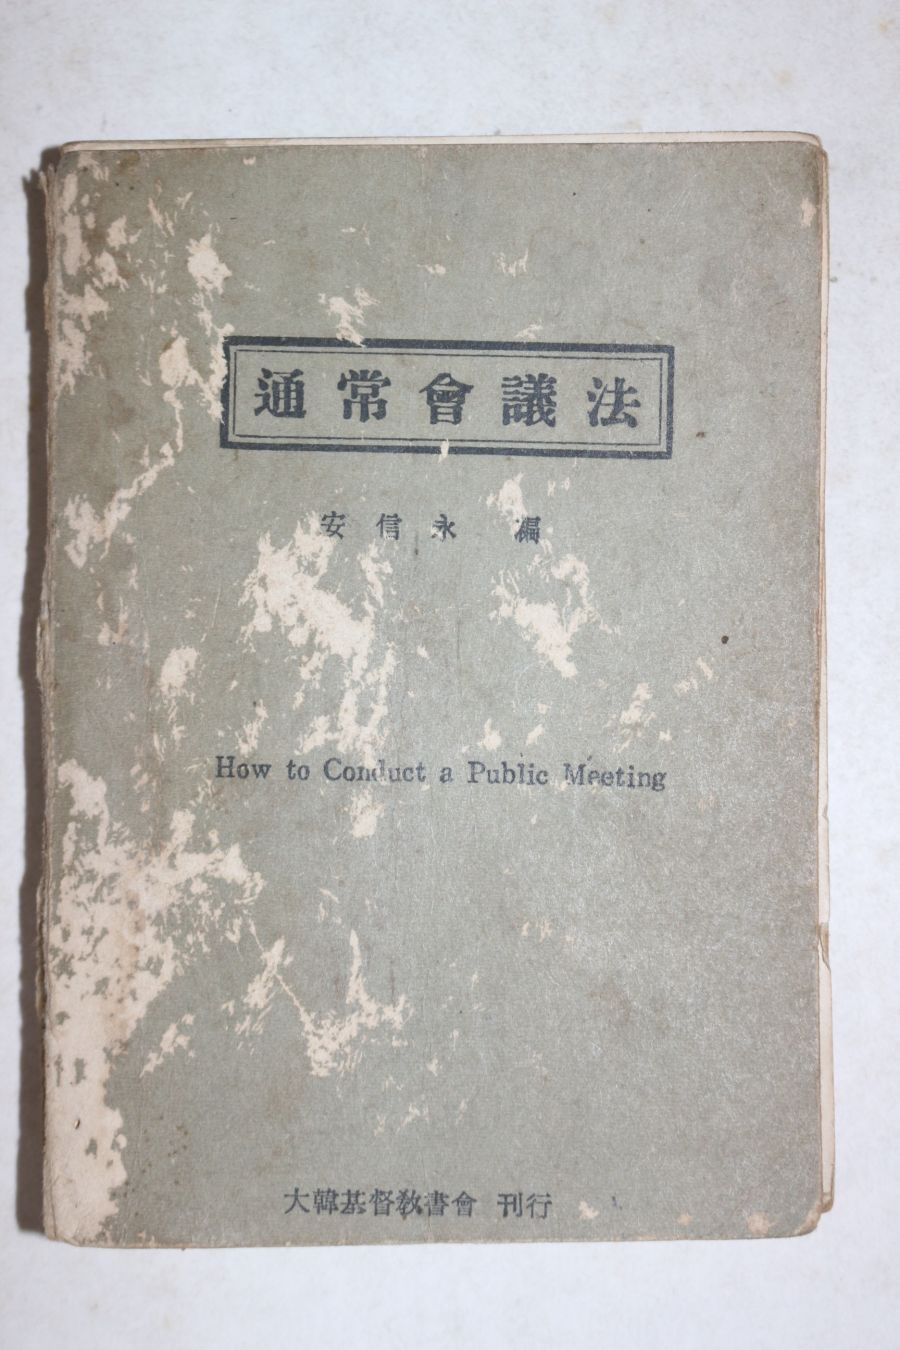 通常會議法
安信永 編
How to Conduct a Public Meeting
大韓基督敎書會 刊行